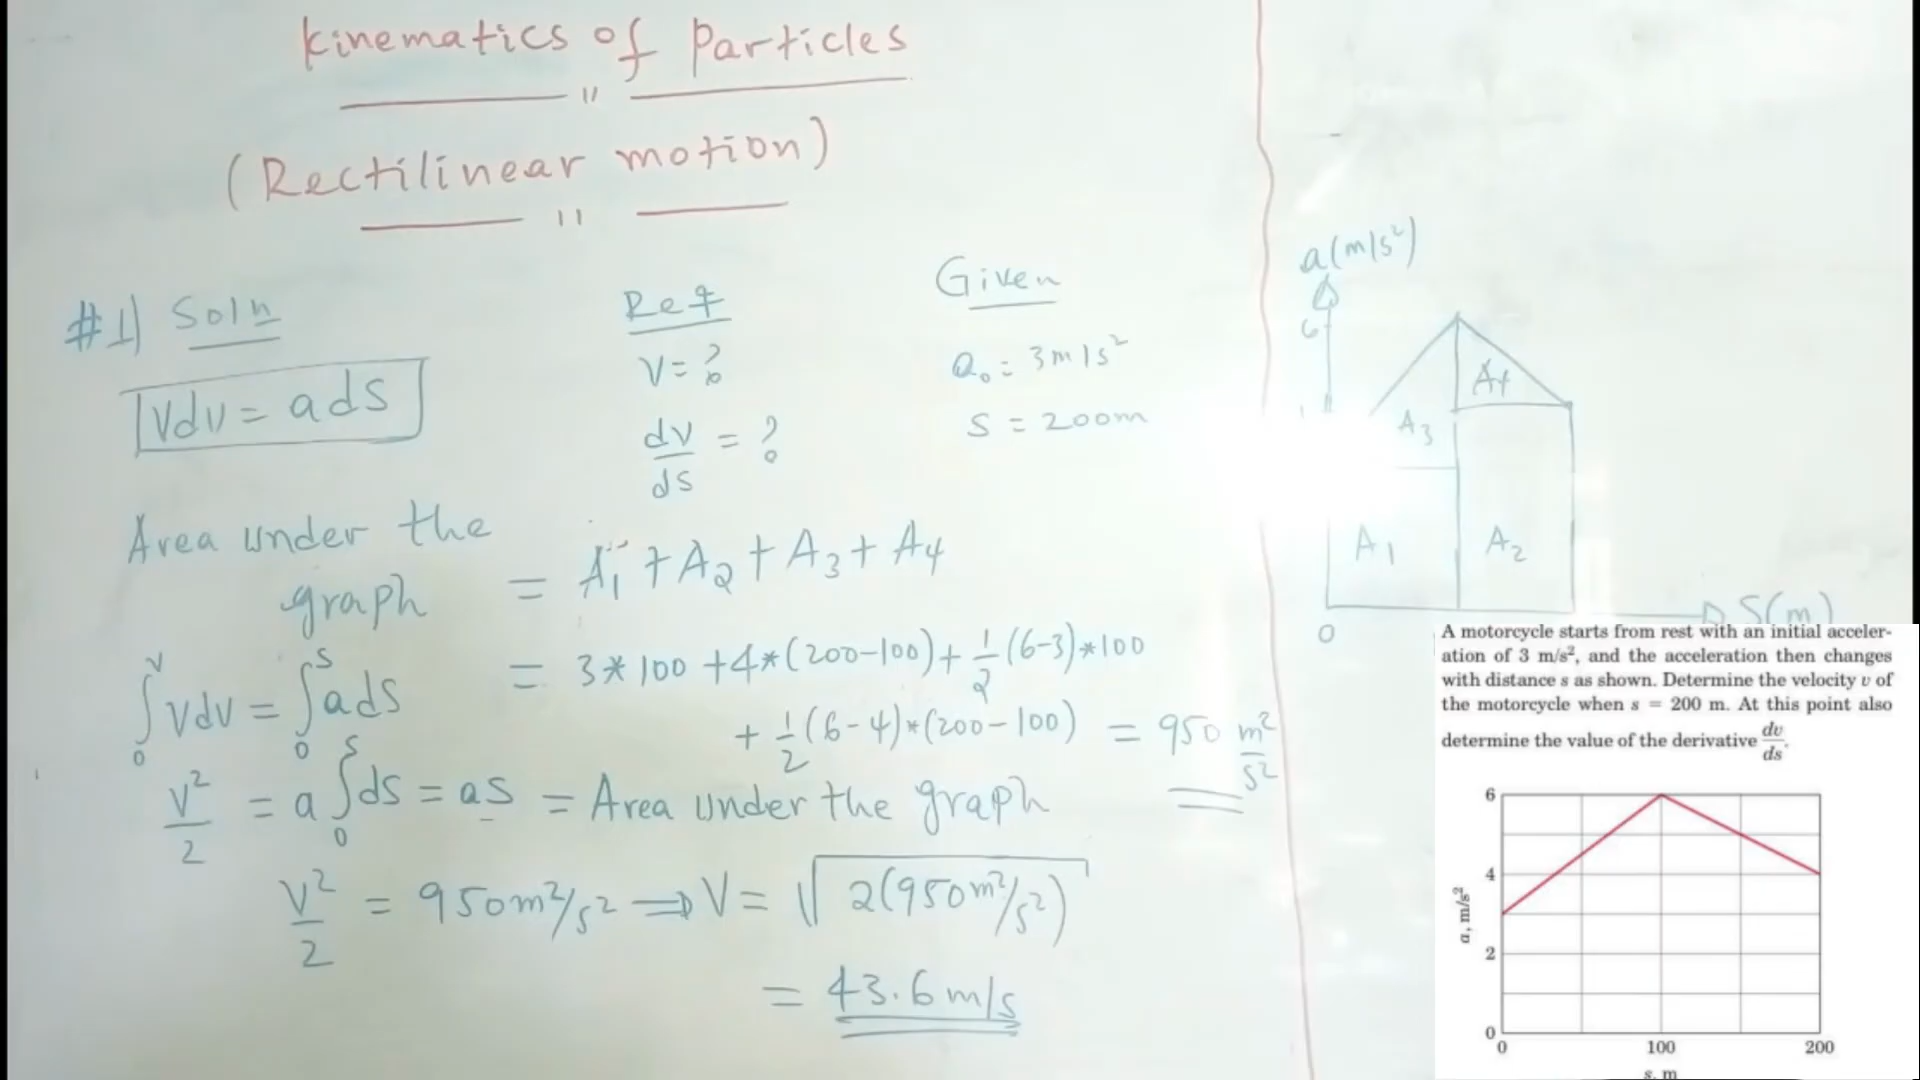 Kinematics of Particles
(Rectilinear motion)
#1) Soln
Req
Given
V = ?
a₀ = 3m/s²
Vdv = ads
dv/ds = ?
S = 200m
Area under the
graph = A₁ + A₂ + A₃ + A₄
= 3*100 + 4*(200-100) + 1/2 (6-3)*100
+ 1/2 (6-4)*(200-100) = 950 m²/s²
∫₀ᵛ Vdv = ∫₀ˢ ads
V²/2 = a ∫₀ˢ ds = as = Area under the graph
V²/2 = 950m²/s² ⇒ V = √2(950m²/s²)
= 43.6 m/s
a(m/s²)
6
A4
A3
A1
A2
0
S(m)
A motorcycle starts from rest with an initial acceler-
ation of 3 m/s², and the acceleration then changes
with distance s as shown. Determine the velocity v of
the motorcycle when s = 200 m. At this point also
determine the value of the derivative dv/ds.
6
4
2
0
a, m/s²
0 100 200
s, m